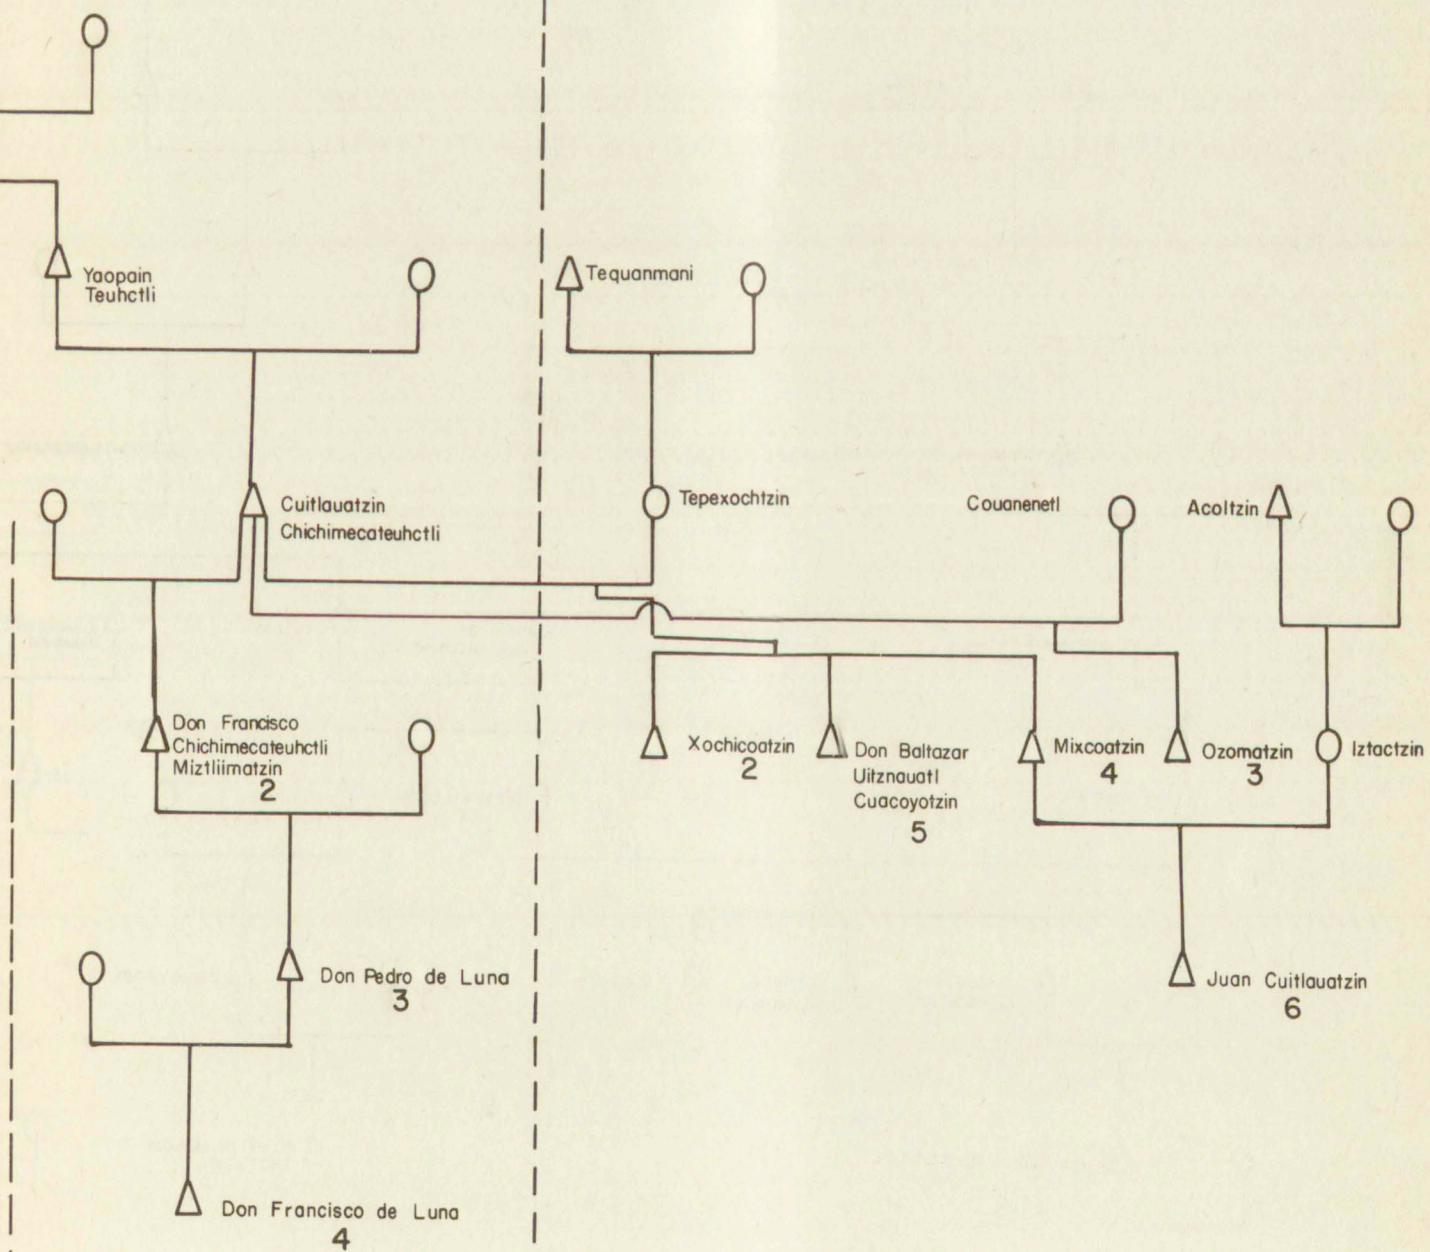 Yaopain
Teuhctli
Tequanmani
Cuitlauatzin
Chichimecateuhctli
Tepexochtzin
Couanenetl
Acoltzin
Don Francisco
Chichimecateuhctli
Miztliimatzin
2
Xochicoatzin
2
Don Baltazar
Uitznauatl
Cuacoyotzin
5
Mixcoatzin
4
Ozomatzin
3
Iztactzin
Don Pedro de Luna
3
Juan Cuitlauatzin
6
Don Francisco de Luna
4